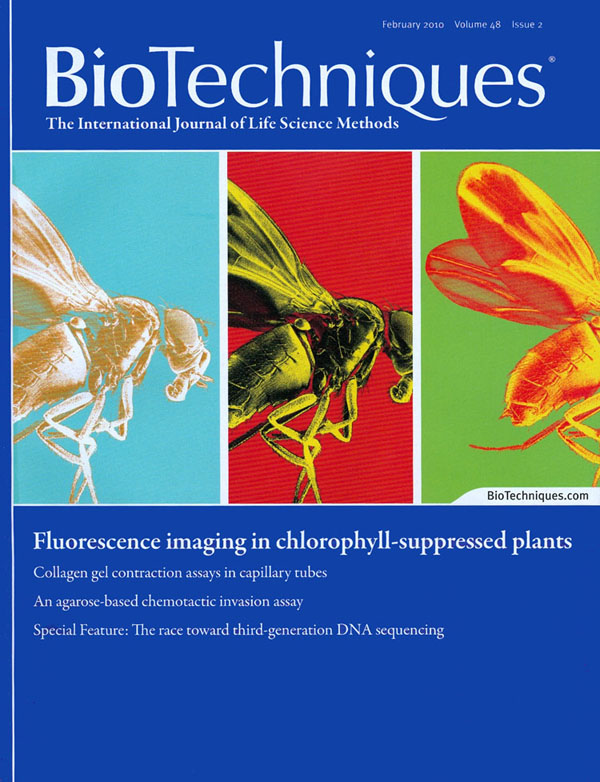 February 2010 Volume 48 Issue 2
BioTechniques®
The International Journal of Life Science Methods
BioTechniques.com
Fluorescence imaging in chlorophyll-suppressed plants
Collagen gel contraction assays in capillary tubes
An agarose-based chemotactic invasion assay
Special Feature: The race toward third-generation DNA sequencing